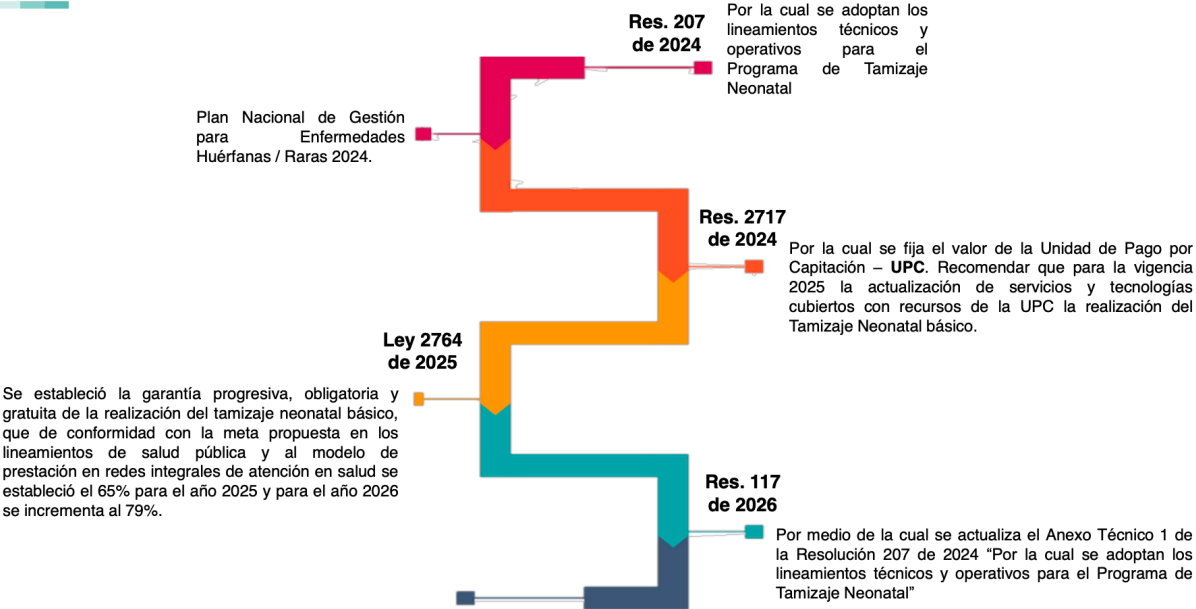 Res. 207
de 2024
Por la cual se adoptan los
lineamientos técnicos y
operativos para el
Programa de Tamizaje
Neonatal
Plan Nacional de Gestión
para Enfermedades
Huérfanas / Raras 2024.
Res. 2717
de 2024
Por la cual se fija el valor de la Unidad de Pago por
Capitación – UPC. Recomendar que para la vigencia
2025 la actualización de servicios y tecnologías
cubiertos con recursos de la UPC la realización del
Tamizaje Neonatal básico.
Ley 2764
de 2025
Se estableció la garantía progresiva, obligatoria y
gratuita de la realización del tamizaje neonatal básico,
que de conformidad con la meta propuesta en los
lineamientos de salud pública y al modelo de
prestación en redes integrales de atención en salud se
estableció el 65% para el año 2025 y para el año 2026
se incrementa al 79%.
Res. 117
de 2026
Por medio de la cual se actualiza el Anexo Técnico 1 de
la Resolución 207 de 2024 “Por la cual se adoptan los
lineamientos técnicos y operativos para el Programa de
Tamizaje Neonatal”